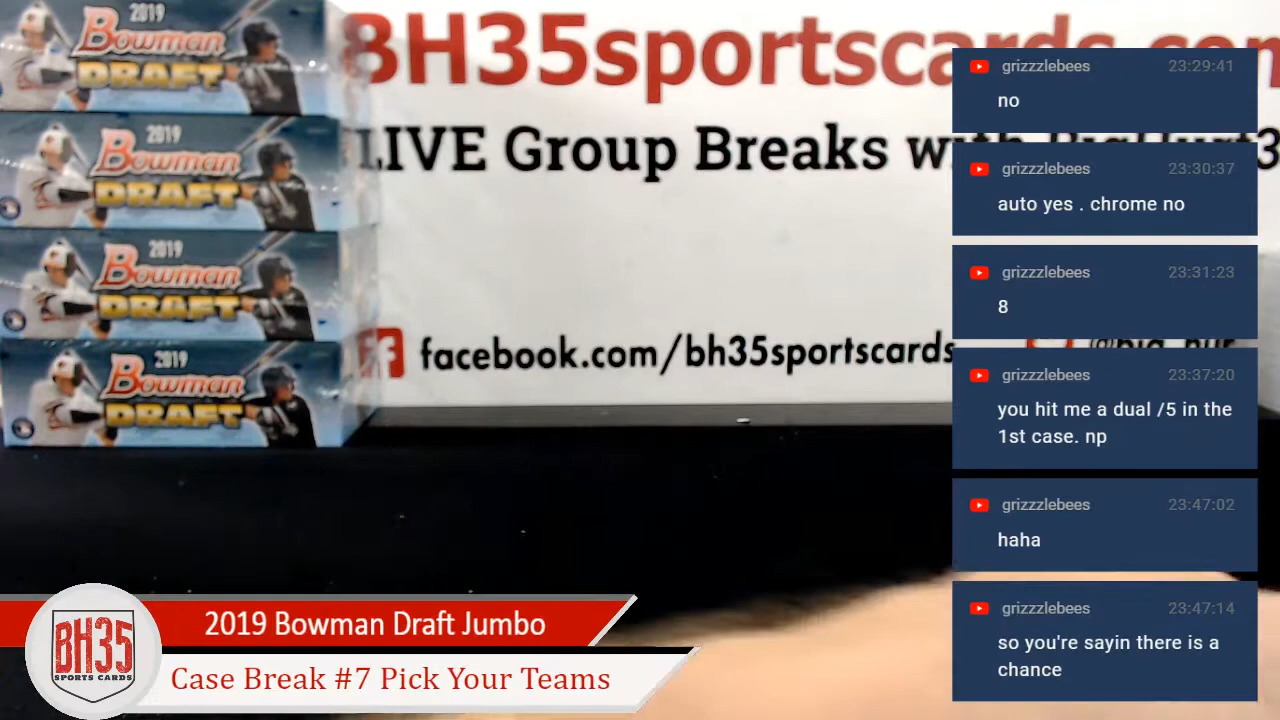 2019
Bowman
DRAFT
2019
Bowman
DRAFT
2019
Bowman
DRAFT
2019
Bowman
DRAFT
BH35sportscards.com
LIVE Group Breaks with
facebook.com/bh35sportscards
grizzzlebees 23:29:41
no
grizzzlebees 23:30:37
auto yes . chrome no
grizzzlebees 23:31:23
8
grizzzlebees 23:37:20
you hit me a dual /5 in the
1st case. np
grizzzlebees 23:47:02
haha
grizzzlebees 23:47:14
so you're sayin there is a
chance
BH35
SPORTS CARDS
2019 Bowman Draft Jumbo
Case Break #7 Pick Your Teams